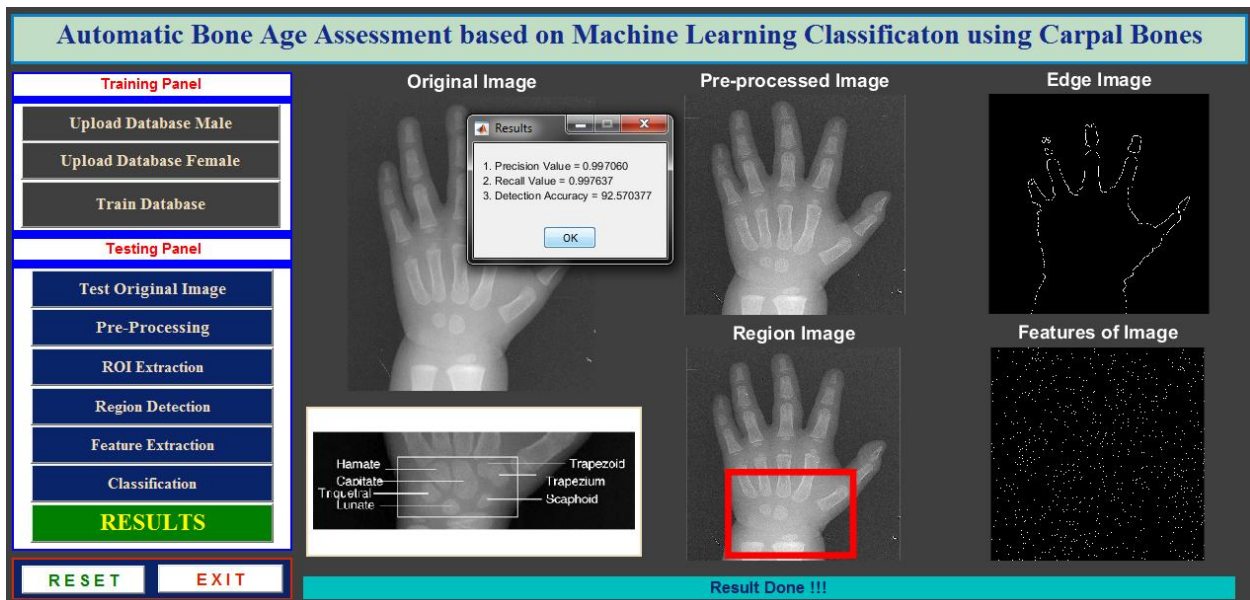 Automatic Bone Age Assessment based on Machine Learning Classificaton using Carpal Bones
Training Panel
Upload Database Male
Upload Database Female
Train Database
Testing Panel
Test Original Image
Pre-Processing
ROI Extraction
Region Detection
Feature Extraction
Classification
RESULTS
RESET
EXIT
Original Image
Results
1. Precision Value = 0.997060
2. Recall Value = 0.997637
3. Detection Accuracy = 92.570377
OK
Pre-processed Image
Edge Image
Region Image
Features of Image
Hamate
Capitate
Triquetral
Lunate
Trapezoid
Trapezium
Scaphoid
Result Done !!!